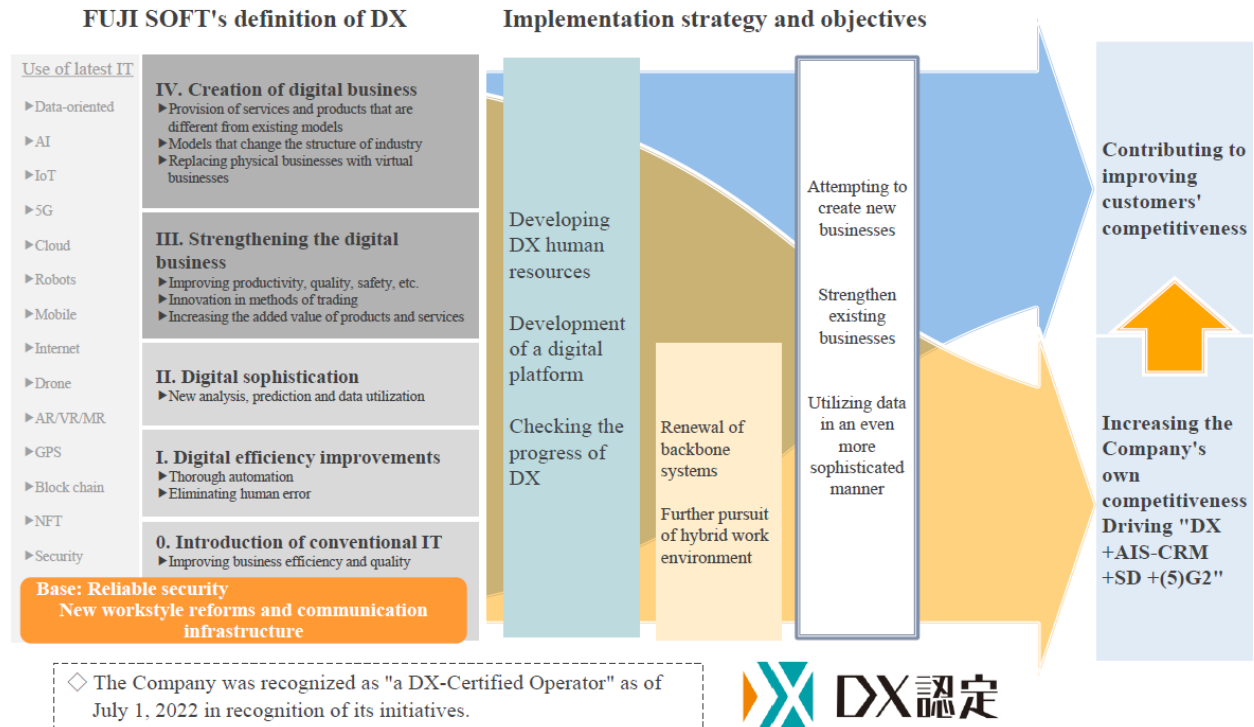 FUJI SOFT's definition of DX
Implementation strategy and objectives
Use of latest IT
▶Data-oriented
▶AI
▶IoT
▶5G
▶Cloud
▶Robots
▶Mobile
▶Internet
▶Drone
▶AR/VR/MR
▶GPS
▶Block chain
▶NFT
▶Security
IV. Creation of digital business
▶Provision of services and products that are
different from existing models
▶Models that change the structure of industry
▶Replacing physical businesses with virtual
businesses
III. Strengthening the digital
business
▶Improving productivity, quality, safety, etc.
▶Innovation in methods of trading
▶Increasing the added value of products and services
II. Digital sophistication
▶New analysis, prediction and data utilization
I. Digital efficiency improvements
▶Thorough automation
▶Eliminating human error
0. Introduction of conventional IT
▶Improving business efficiency and quality
Base: Reliable security
New workstyle reforms and communication
infrastructure
Developing
DX human
resources
Development
of a digital
platform
Checking the
progress of
DX
Renewal of
backbone
systems
Further pursuit
of hybrid work
environment
Attempting to
create new
businesses
Strengthen
existing
businesses
Utilizing data
in an even
more
sophisticated
manner
Contributing to
improving
customers'
competitiveness
Increasing the
Company's
own
competitiveness
Driving "DX
+AIS-CRM
+SD +(5)G2"
◇ The Company was recognized as "a DX-Certified Operator" as of
July 1, 2022 in recognition of its initiatives.
DX認定